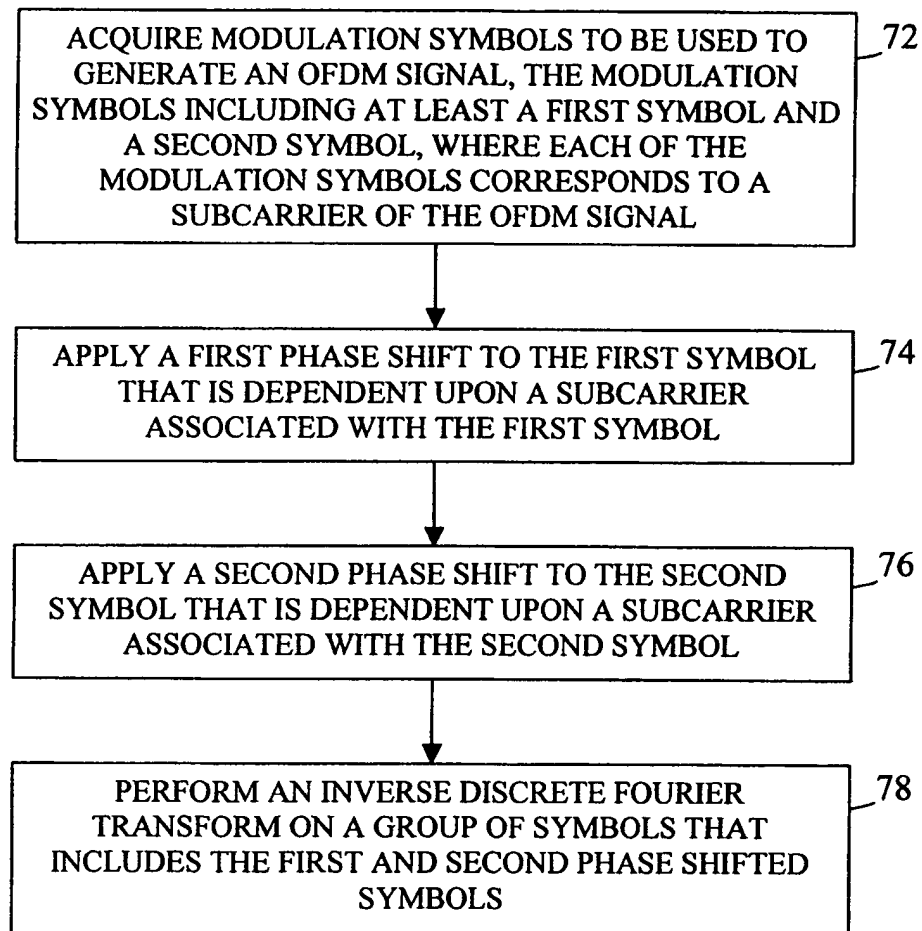 ACQUIRE MODULATION SYMBOLS TO BE USED TO
GENERATE AN OFDM SIGNAL, THE MODULATION
SYMBOLS INCLUDING AT LEAST A FIRST SYMBOL AND
A SECOND SYMBOL, WHERE EACH OF THE
MODULATION SYMBOLS CORRESPONDS TO A
SUBCARRIER OF THE OFDM SIGNAL
72
APPLY A FIRST PHASE SHIFT TO THE FIRST SYMBOL
THAT IS DEPENDENT UPON A SUBCARRIER
ASSOCIATED WITH THE FIRST SYMBOL
74
APPLY A SECOND PHASE SHIFT TO THE SECOND
SYMBOL THAT IS DEPENDENT UPON A SUBCARRIER
ASSOCIATED WITH THE SECOND SYMBOL
76
PERFORM AN INVERSE DISCRETE FOURIER
TRANSFORM ON A GROUP OF SYMBOLS THAT
INCLUDES THE FIRST AND SECOND PHASE SHIFTED
SYMBOLS
78